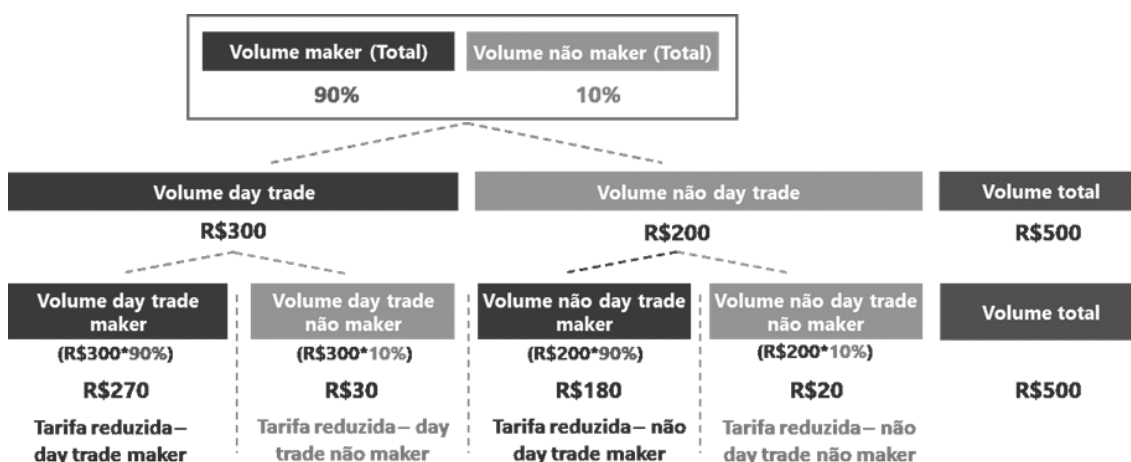 Volume maker (Total) Volume não maker (Total)
90% 10%
Volume day trade Volume não day trade Volume total
R$300 R$200 R$500
Volume day trade maker Volume day trade não maker Volume não day trade maker Volume não day trade não maker Volume total
(R$300*90%) (R$300*10%) (R$200*90%) (R$200*10%)
R$270 R$30 R$180 R$20 R$500
Tarifa reduzida– Tarifa reduzida– day Tarifa reduzida– não Tarifa reduzida– não
day trade maker trade não maker day trade maker day trade não maker